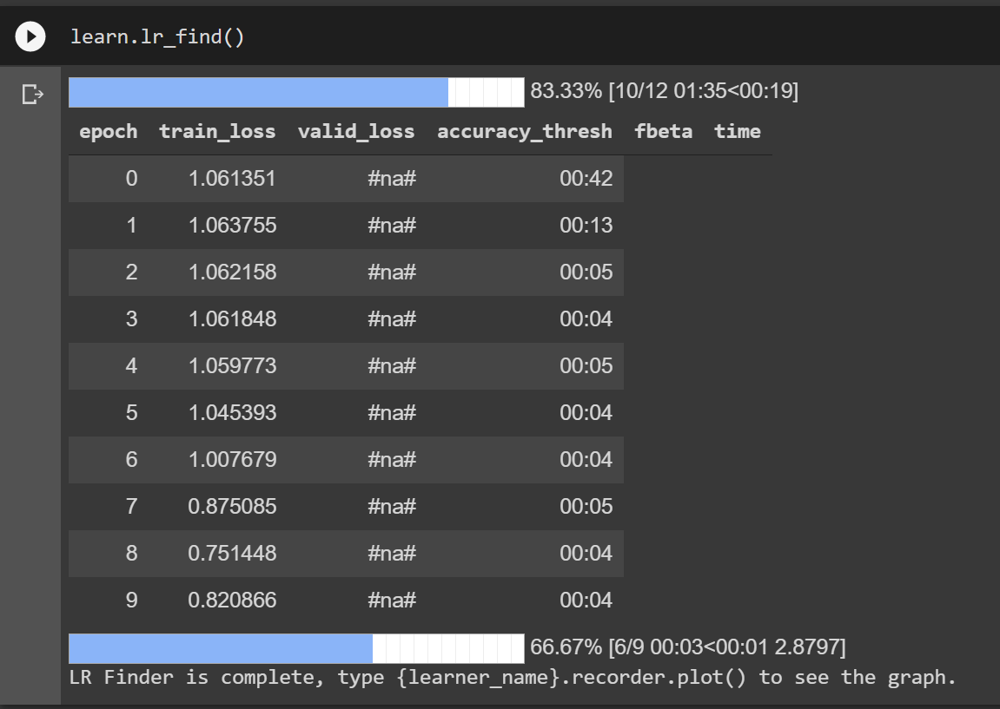 learn.lr_find()
83.33% [10/12 01:35<00:19]
epoch train_loss valid_loss accuracy_thresh fbeta time
0 1.061351 #na# 00:42
1 1.063755 #na# 00:13
2 1.062158 #na# 00:05
3 1.061848 #na# 00:04
4 1.059773 #na# 00:05
5 1.045393 #na# 00:04
6 1.007679 #na# 00:04
7 0.875085 #na# 00:05
8 0.751448 #na# 00:04
9 0.820866 #na# 00:04
66.67% [6/9 00:03<00:01 2.8797]
LR Finder is complete, type {learner_name}.recorder.plot() to see the graph.